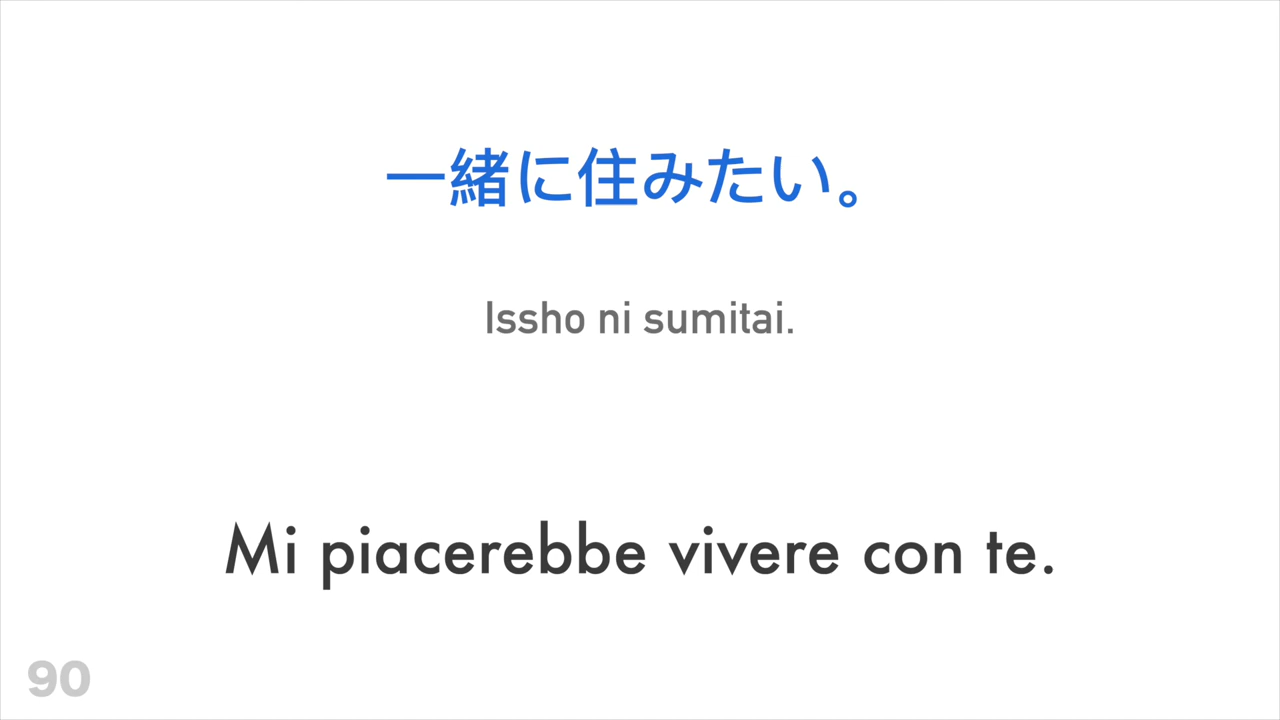 一緒に住みたい。
Issho ni sumitai.
Mi piacerebbe vivere con te.
90